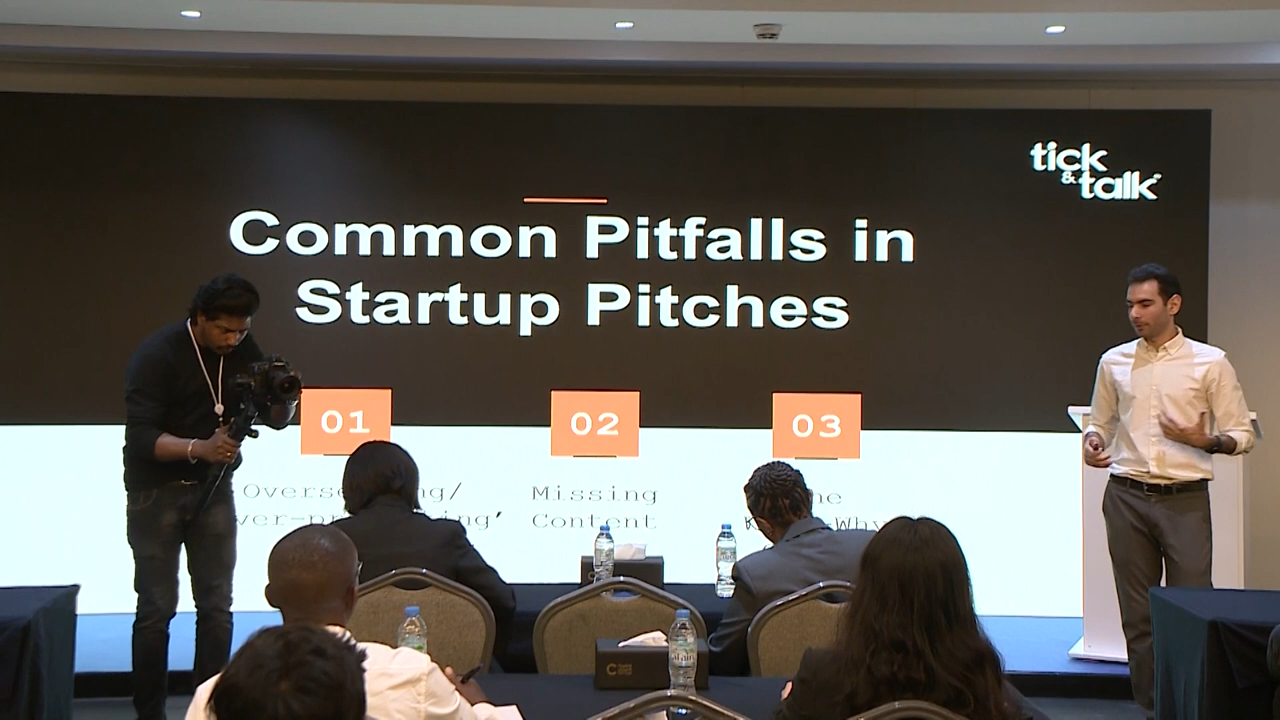 tick
& talk
Common Pitfalls in
Startup Pitches
01
02
03
Missing
Content